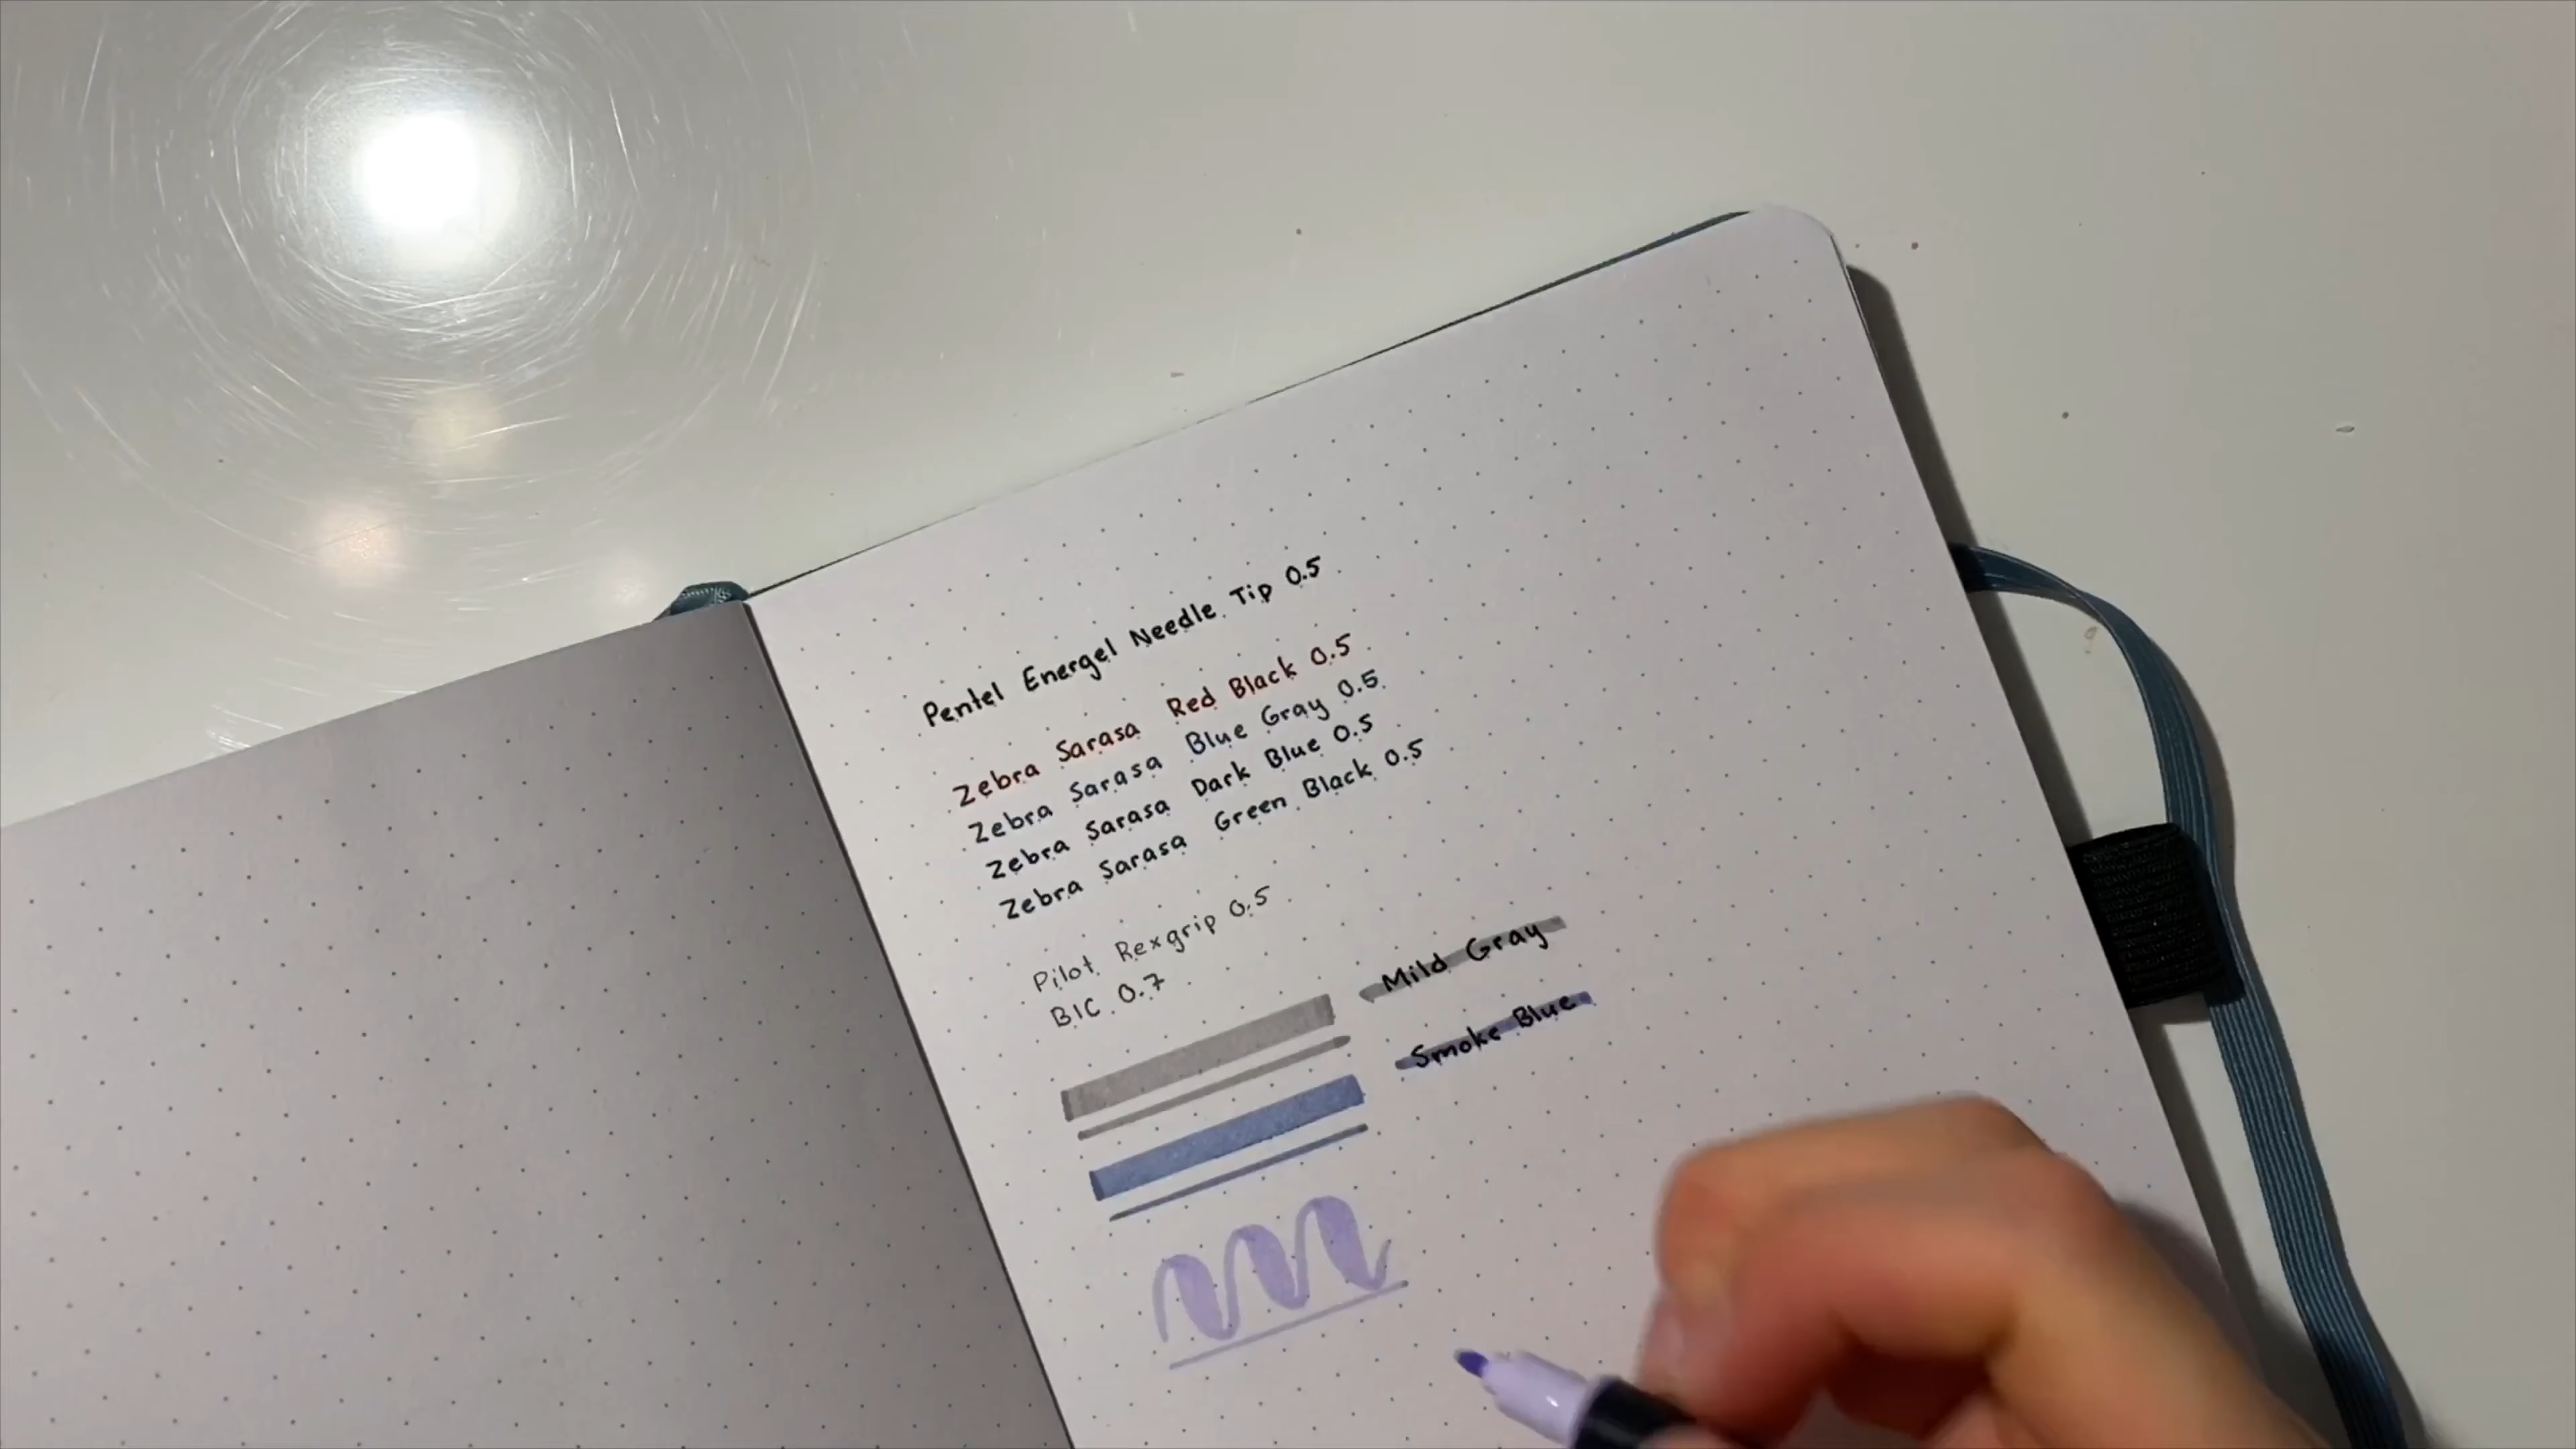 Pentel Energel Needle Tip 0.5
Zebra Sarasa Red Black 0.5
Zebra Sarasa Blue Gray 0.5
Zebra Sarasa Dark Blue 0.5
Zebra Sarasa Green Black 0.5
Pilot Rexgrip 0.5
BIC 0.7
Mild Gray
Smoke Blue